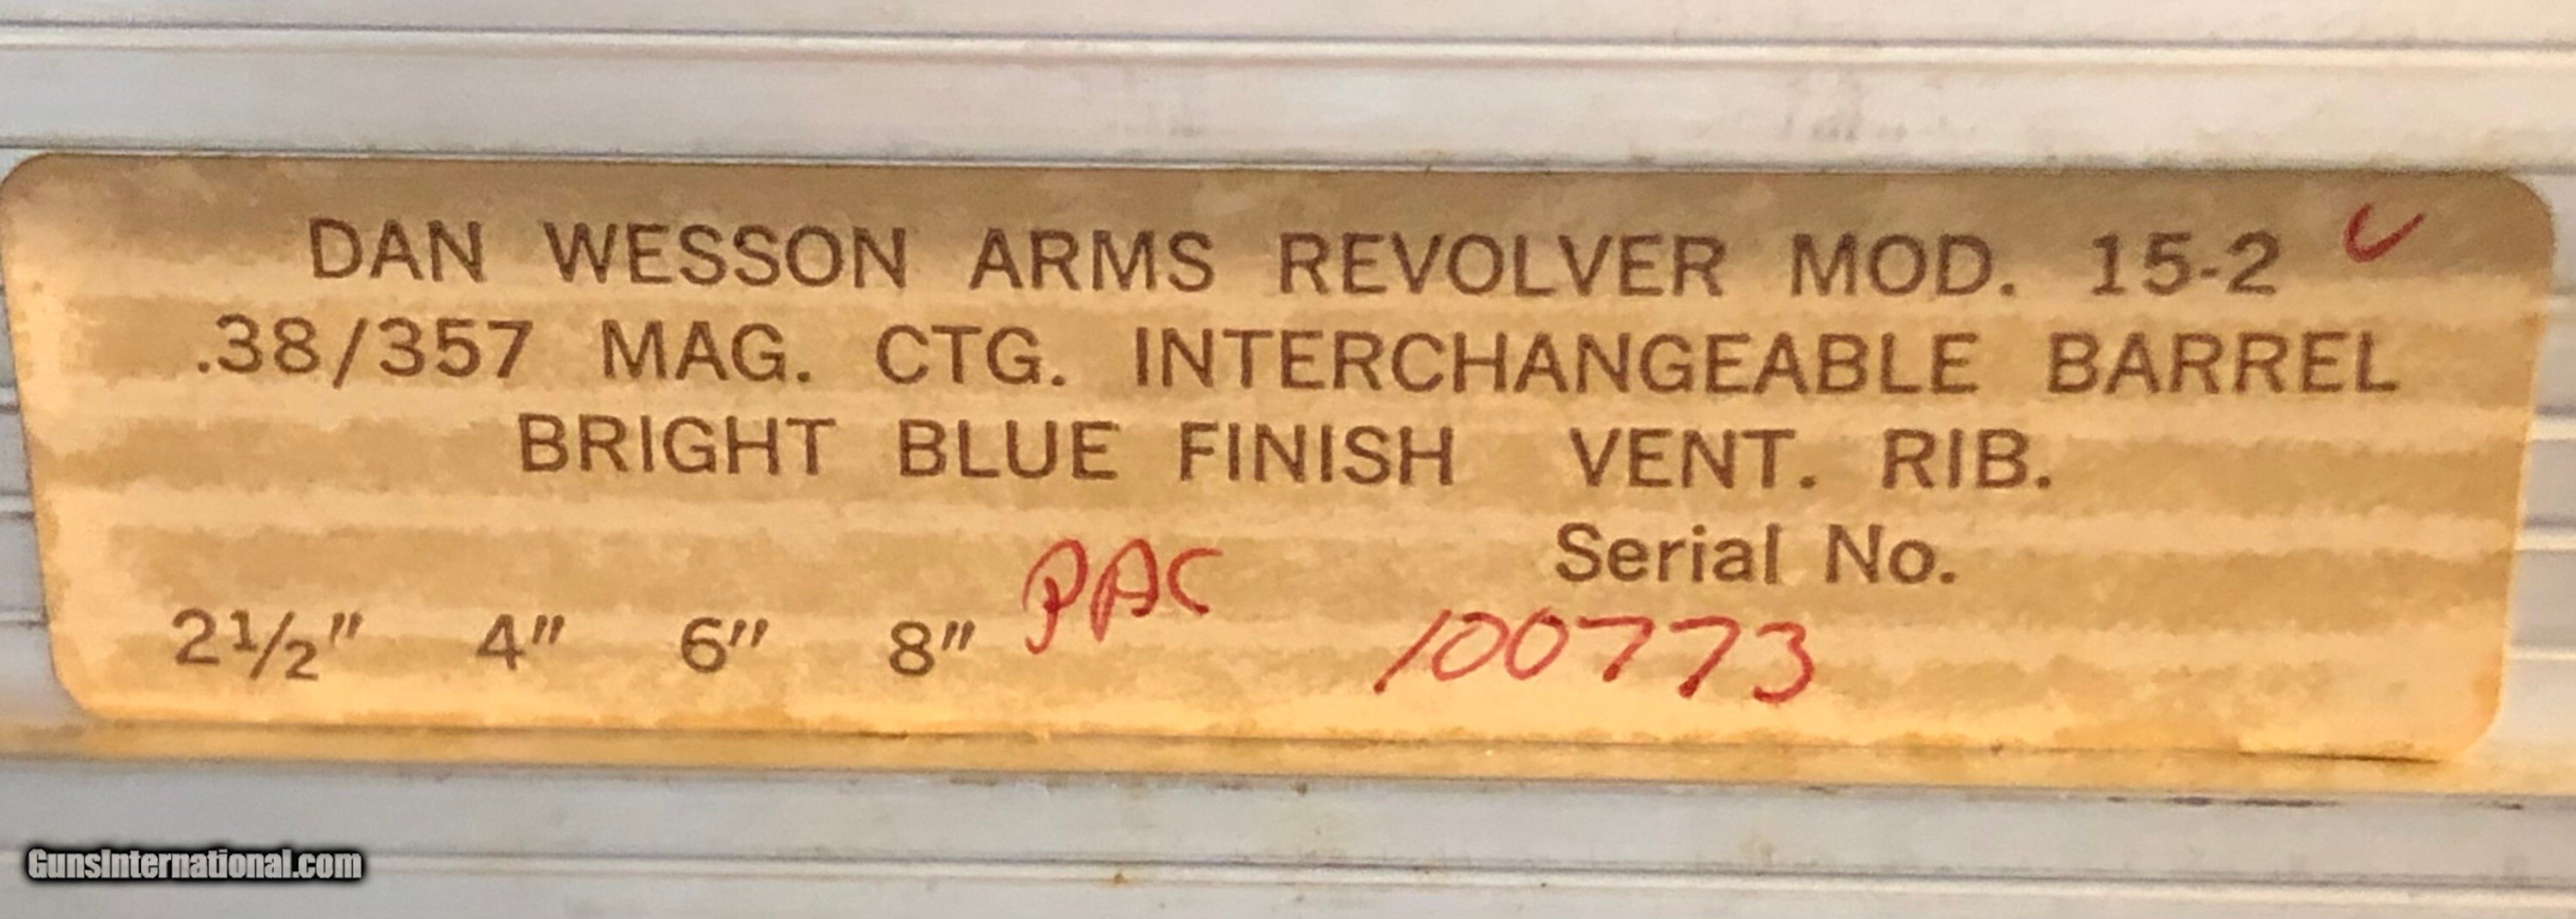 DAN WESSON ARMS REVOLVER MOD. 15-2
.38/357 MAG. CTG. INTERCHANGEABLE BARREL
BRIGHT BLUE FINISH VENT. RIB.
Serial No.
2½" 4" 6" 8" PAC 100773
GunsInternational.com